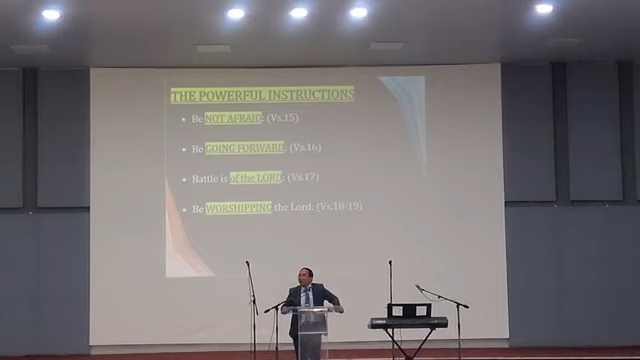 THE POWERFUL INSTRUCTIONS
• Be NOT AFRAID: (Vs.15)
• Be GOING FORWARD: (Vs.16)
• Battle is of the LORD: (Vs.17)
• Be WORSHIPPING the Lord: (Vs.18-19)